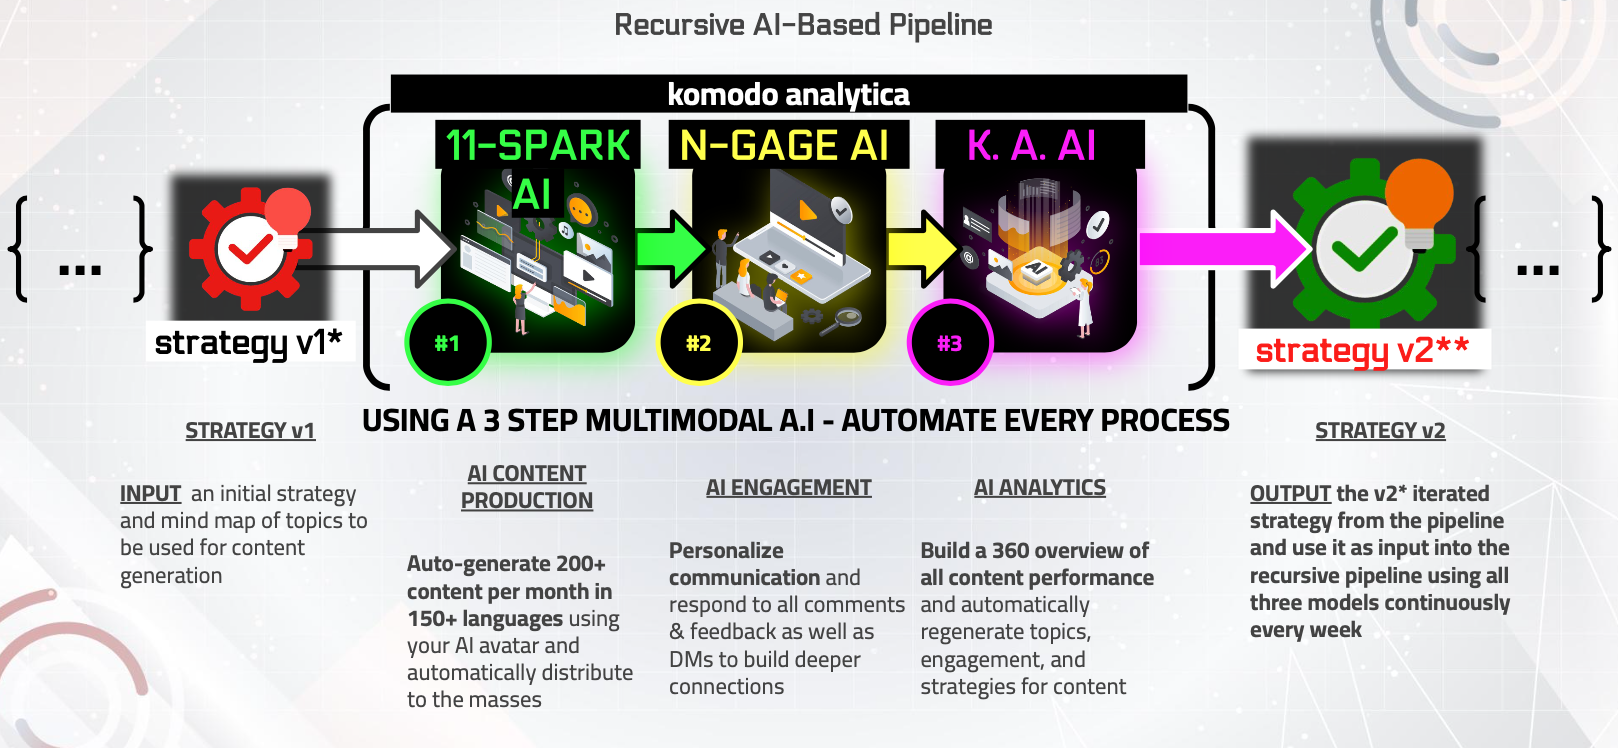 Recursive AI-Based Pipeline
komodo analytica
11-SPARK
AI
N-GAGE AI
K. A. AI
{ ... }
{ ... }
AI
#1
#2
#3
strategy v1*
strategy v2**
USING A 3 STEP MULTIMODAL A.I - AUTOMATE EVERY PROCESS
STRATEGY v1
INPUT an initial strategy
and mind map of topics to
be used for content
generation
AI CONTENT
PRODUCTION
Auto-generate 200+
content per month in
150+ languages using
your AI avatar and
automatically distribute
to the masses
AI ENGAGEMENT
Personalize
communication and
respond to all comments
& feedback as well as
DMs to build deeper
connections
AI ANALYTICS
Build a 360 overview of
all content performance
and automatically
regenerate topics,
engagement, and
strategies for content
STRATEGY v2
OUTPUT the v2* iterated
strategy from the pipeline
and use it as input into the
recursive pipeline using all
three models continuously
every week